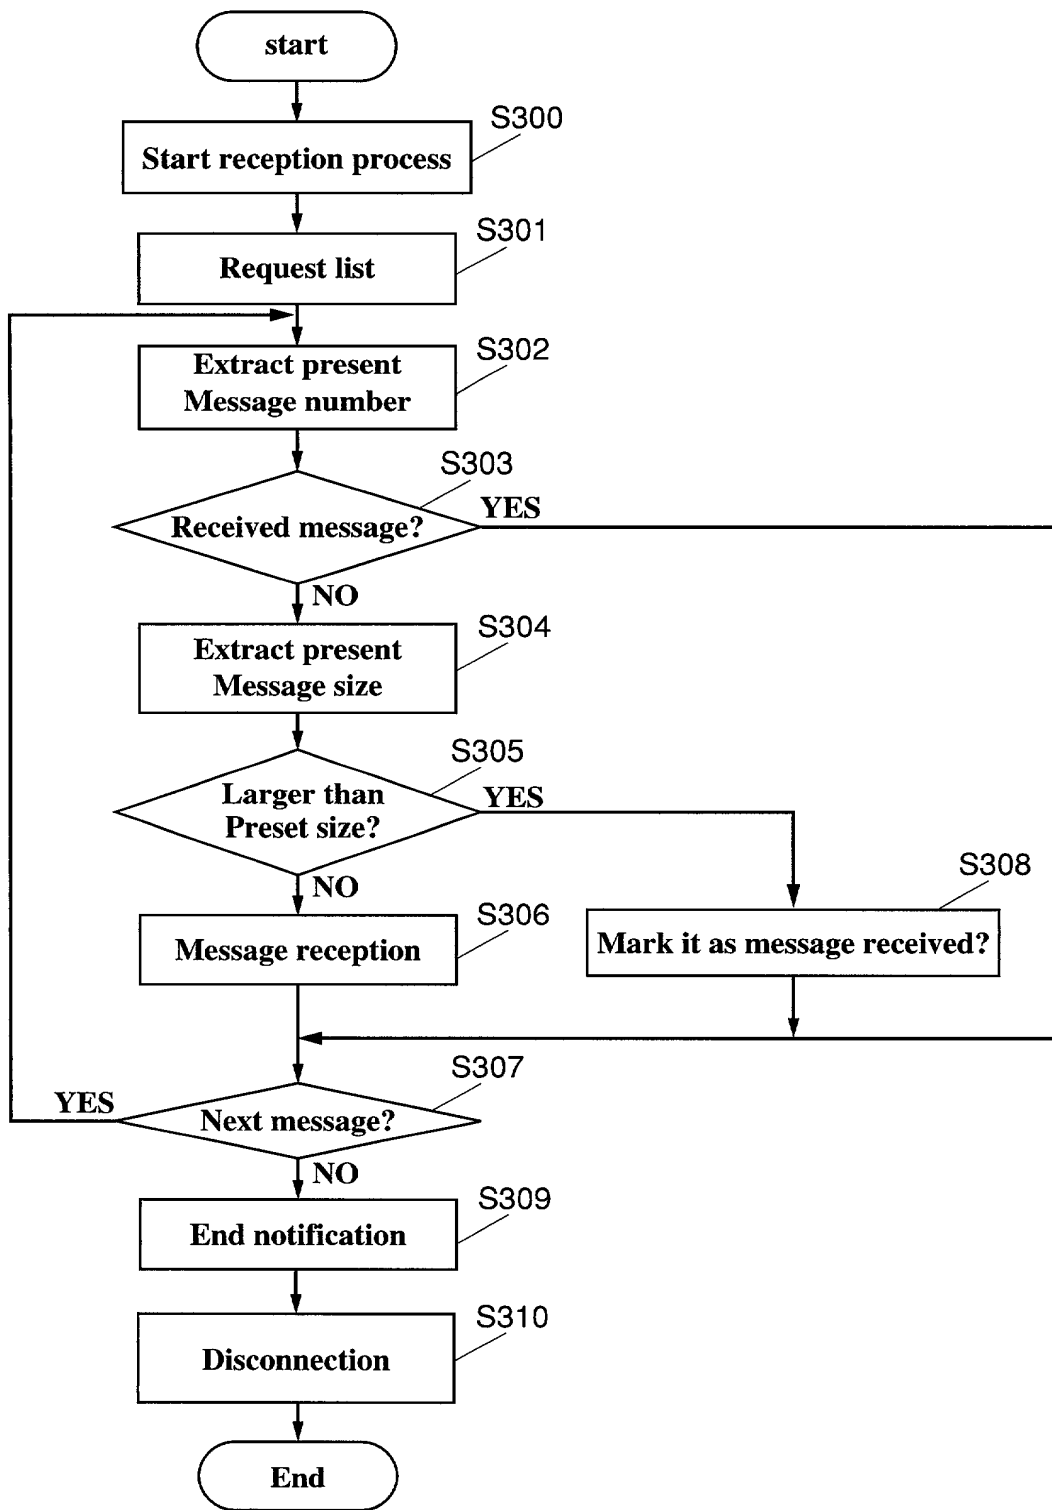 start
S300
Start reception process
S301
Request list
S302
Extract present
Message number
S303
Received message?
YES
NO
S304
Extract present
Message size
S305
Larger than
Preset size?
YES
NO
S306
Message reception
S308
Mark it as message received?
S307
Next message?
YES
NO
S309
End notification
S310
Disconnection
End